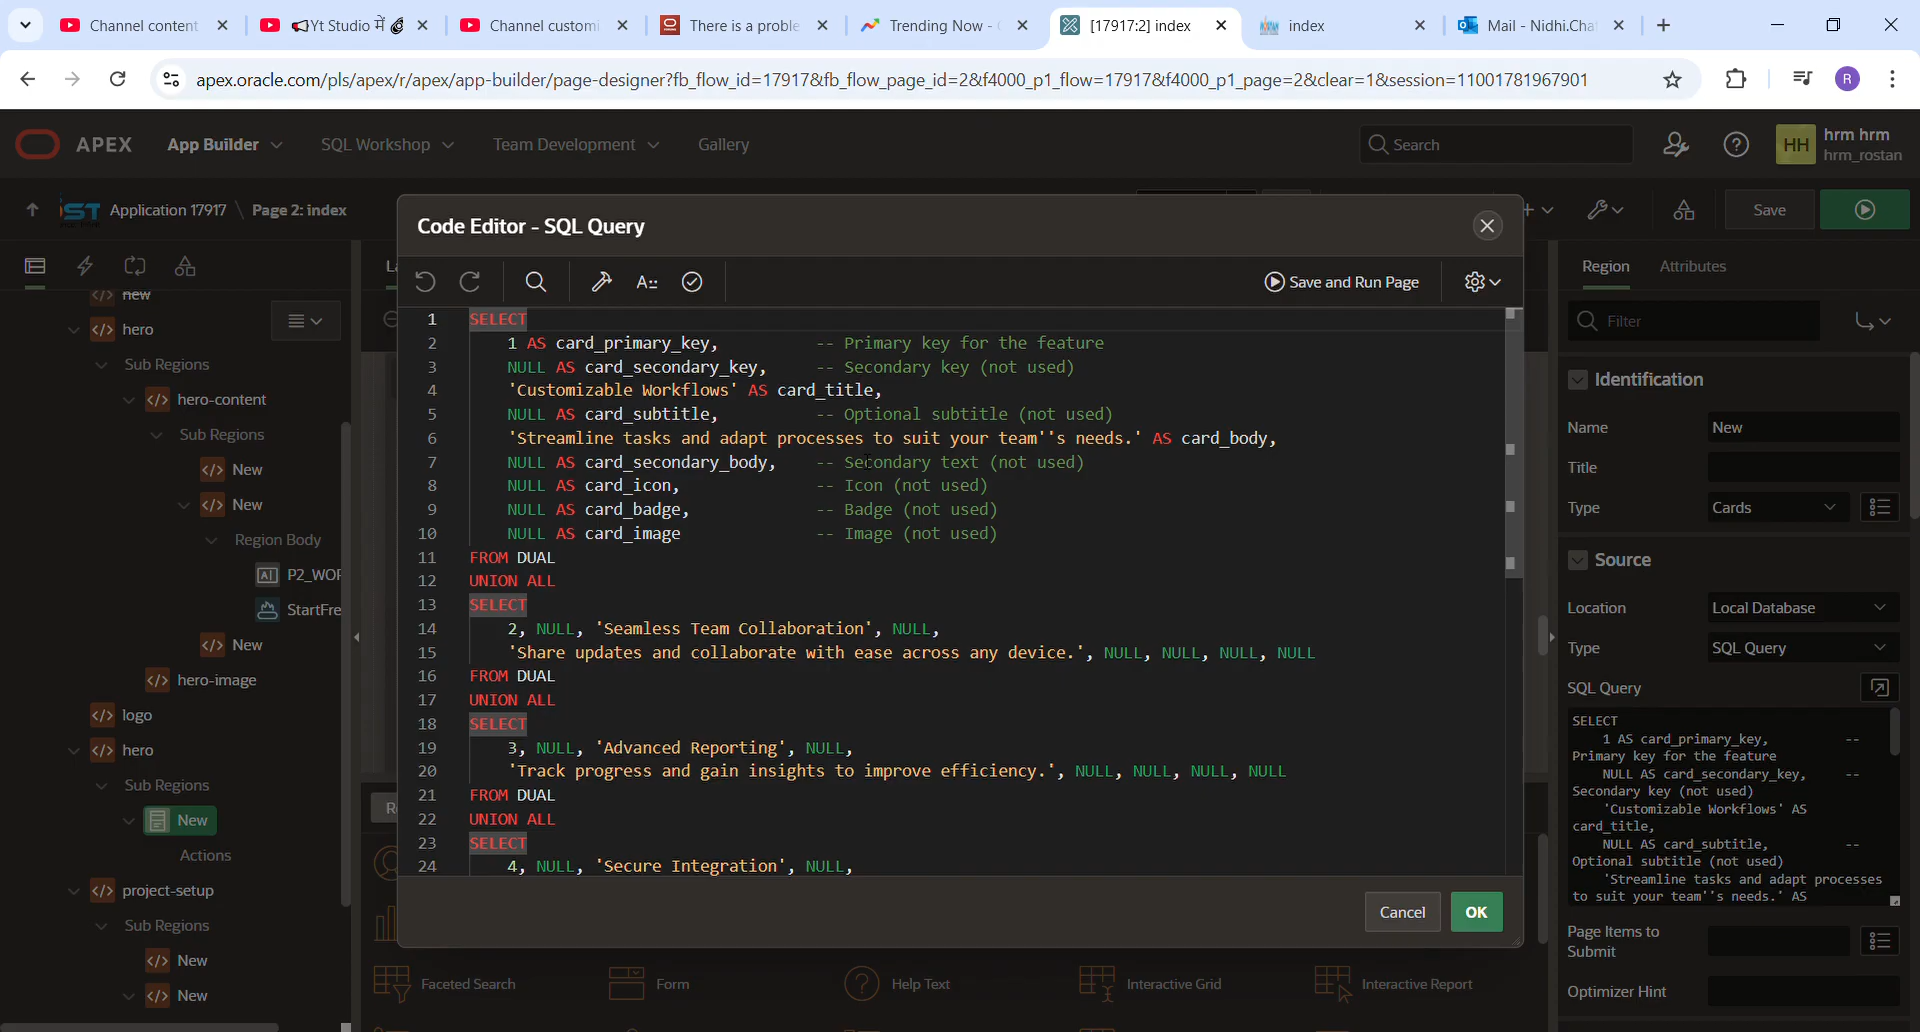 Channel content
Yt Studio में
Channel customi
There is a proble
Trending Now -
[17917:2] index
index
Mail - Nidhi.Cha
apex.oracle.com/pls/apex/r/apex/app-builder/page-designer?fb_flow_id=17917&fb_flow_page_id=2&f4000_p1_flow=17917&f4000_p1_page=2&clear=1&session=11001781967901
R
APEX
App Builder
SQL Workshop
Team Development
Gallery
Search
HH
hrm hrm
hrm_rostan
Application 17917 \ Page 2: index
Save
Code Editor - SQL Query
Save and Run Page
new
hero
Sub Regions
hero-content
Sub Regions
New
New
Region Body
P2_WOR
StartFre
New
hero-image
logo
hero
Sub Regions
New
Actions
project-setup
Sub Regions
New
New
1 SELECT
2 1 AS card_primary_key, -- Primary key for the feature
3 NULL AS card_secondary_key, -- Secondary key (not used)
4 'Customizable Workflows' AS card_title,
5 NULL AS card_subtitle, -- Optional subtitle (not used)
6 'Streamline tasks and adapt processes to suit your team''s needs.' AS card_body,
7 NULL AS card_secondary_body, -- Secondary text (not used)
8 NULL AS card_icon, -- Icon (not used)
9 NULL AS card_badge, -- Badge (not used)
10 NULL AS card_image -- Image (not used)
11 FROM DUAL
12 UNION ALL
13 SELECT
14 2, NULL, 'Seamless Team Collaboration', NULL,
15 'Share updates and collaborate with ease across any device.', NULL, NULL, NULL, NULL
16 FROM DUAL
17 UNION ALL
18 SELECT
19 3, NULL, 'Advanced Reporting', NULL,
20 'Track progress and gain insights to improve efficiency.', NULL, NULL, NULL, NULL
21 FROM DUAL
22 UNION ALL
23 SELECT
24 4, NULL, 'Secure Integration', NULL,
Cancel
OK
Faceted Search
Form
Help Text
Interactive Grid
Interactive Report
Region
Attributes
Filter
Identification
Name New
Title
Type Cards
Source
Location Local Database
Type SQL Query
SQL Query
SELECT
1 AS card_primary_key, --
Primary key for the feature
NULL AS card_secondary_key, --
Secondary key (not used)
'Customizable Workflows' AS
card_title,
NULL AS card_subtitle, --
Optional subtitle (not used)
'Streamline tasks and adapt processes
to suit your team''s needs.' AS
Page Items to
Submit
Optimizer Hint